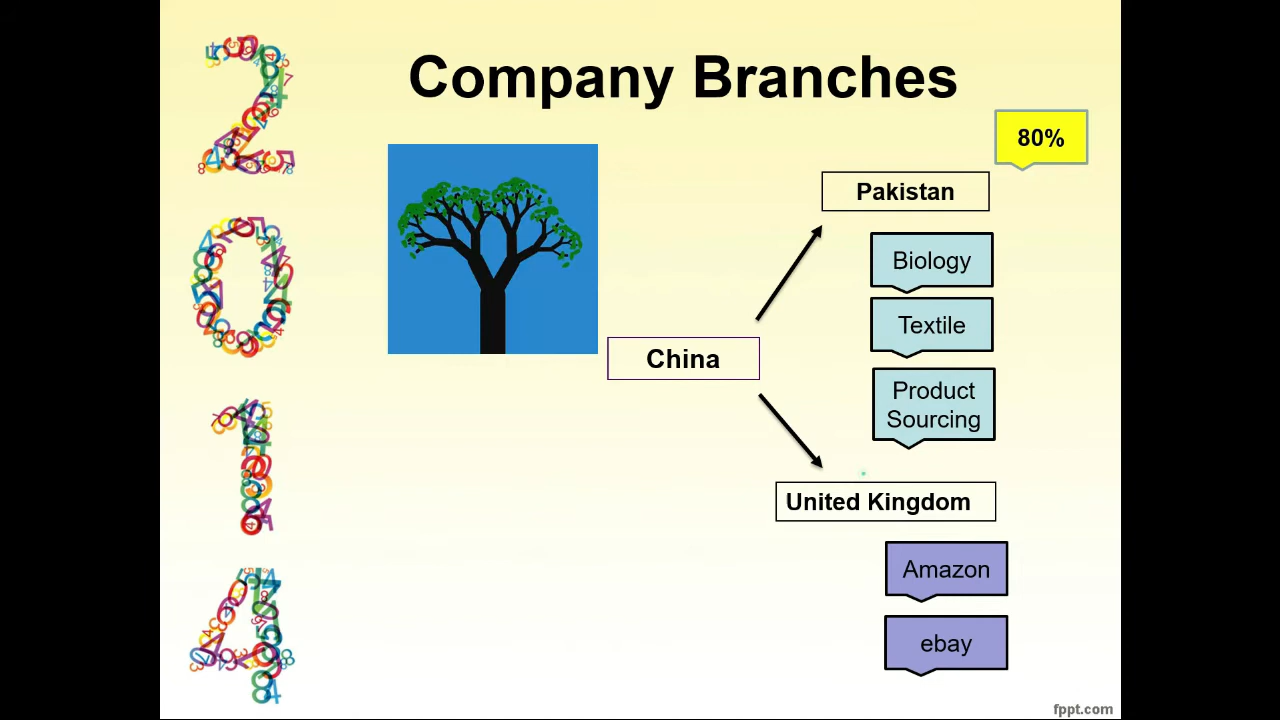 2
0
1
4
Company Branches
80%
Pakistan
Biology
Textile
Product
Sourcing
China
United Kingdom
Amazon
ebay
fppt.com